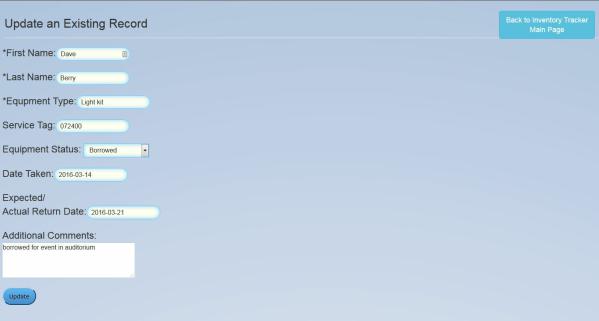 Update an Existing Record
Back to Inventory Tracker
Main Page
*First Name: Dave
*Last Name: Berry
*Equpment Type: Light kit
Service Tag: 072400
Equipment Status: Borrowed
Date Taken: 2016-03-14
Expected/
Actual Return Date: 2016-03-21
Additional Comments:
borrowed for event in auditorium
Update